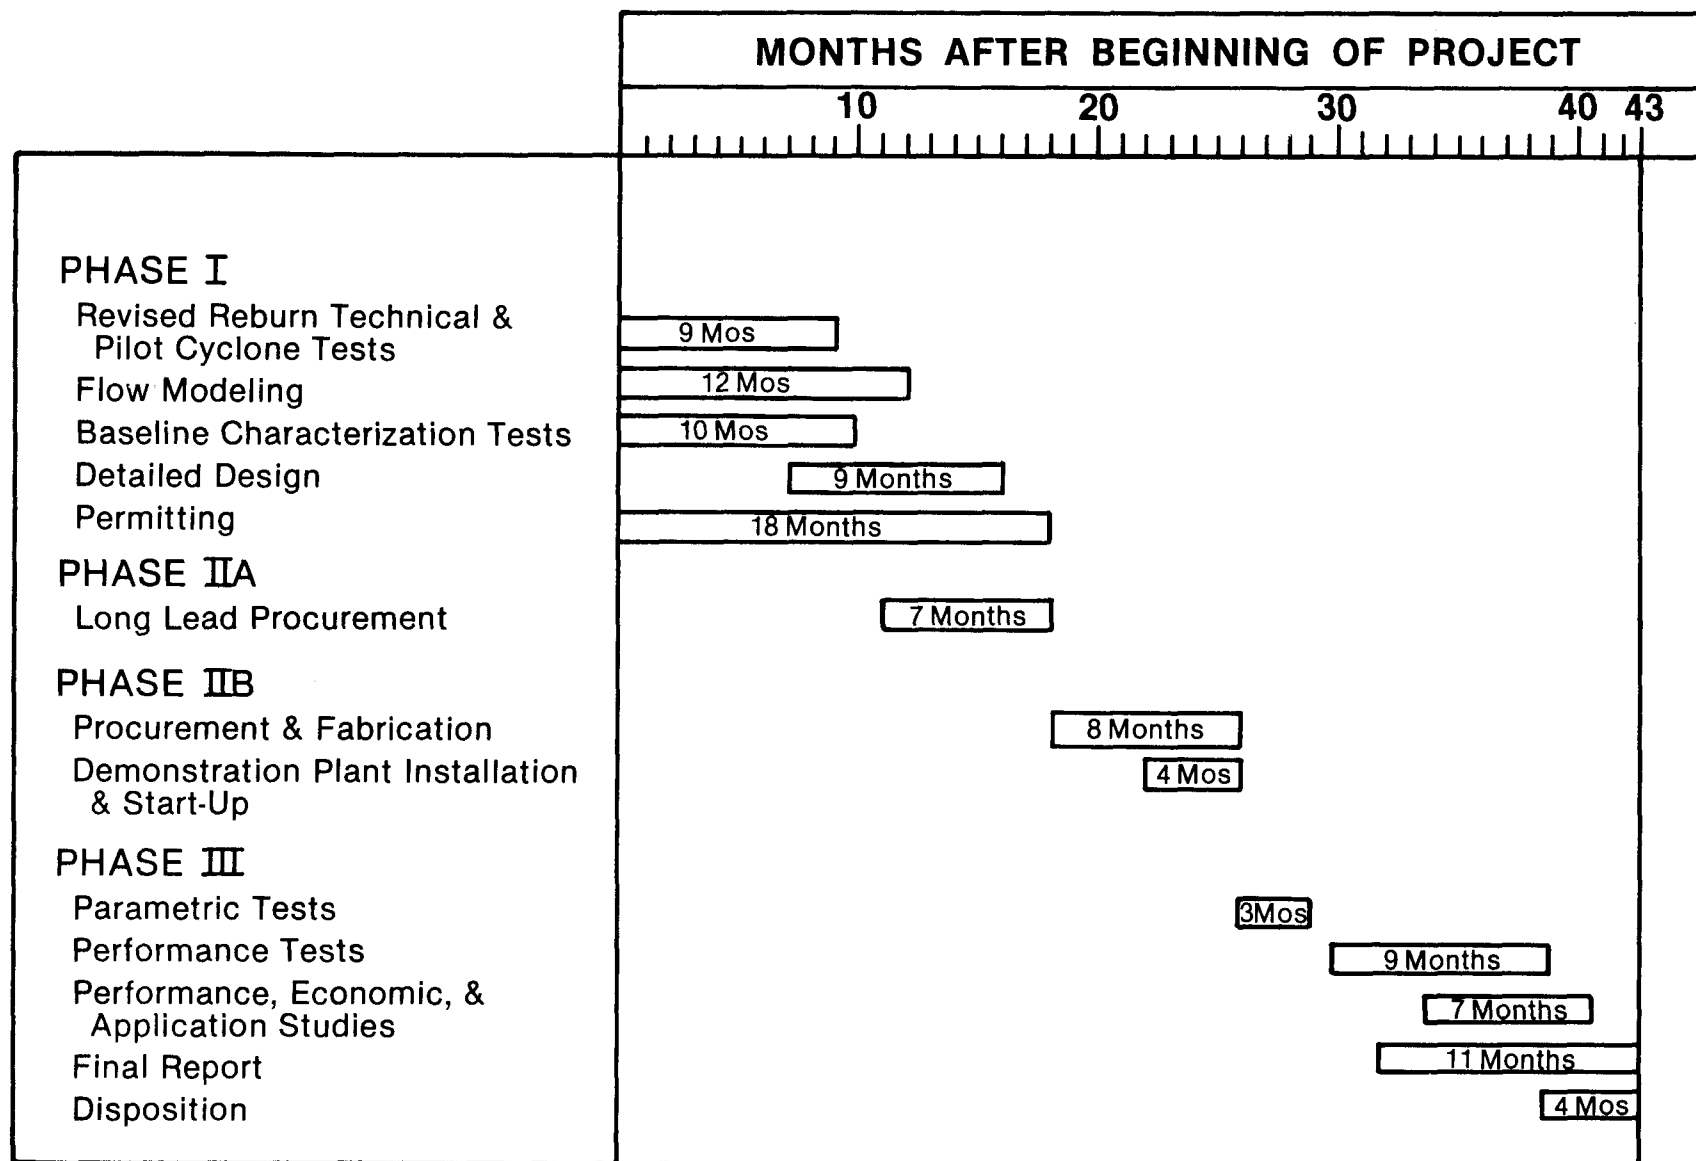 MONTHS AFTER BEGINNING OF PROJECT
10 20 30 40 43
PHASE I
Revised Reburn Technical &
Pilot Cyclone Tests
9 Mos
Flow Modeling
12 Mos
Baseline Characterization Tests
10 Mos
Detailed Design
9 Months
Permitting
18 Months
PHASE IIA
Long Lead Procurement
7 Months
PHASE IIB
Procurement & Fabrication
8 Months
Demonstration Plant Installation
& Start-Up
4 Mos
PHASE III
Parametric Tests
3Mos
Performance Tests
9 Months
Performance, Economic, &
Application Studies
7 Months
Final Report
11 Months
Disposition
4 Mos